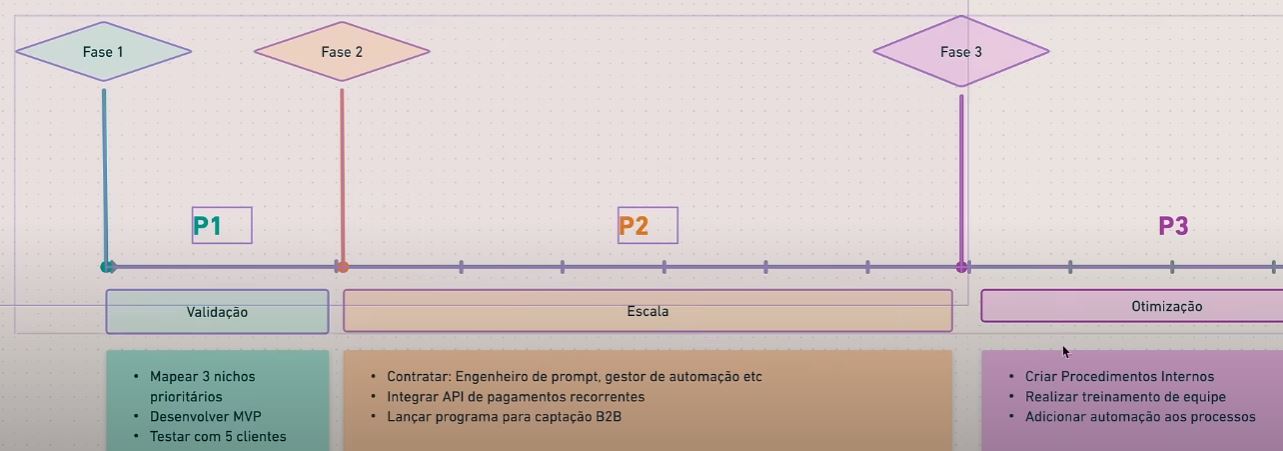 Fase 1
Fase 2
Fase 3
P1
P2
P3
Validação
Escala
Otimização
• Mapear 3 nichos
prioritários
• Desenvolver MVP
• Testar com 5 clientes
• Contratar: Engenheiro de prompt, gestor de automação etc
• Integrar API de pagamentos recorrentes
• Lançar programa para captação B2B
• Criar Procedimentos Internos
• Realizar treinamento de equipe
• Adicionar automação aos processos